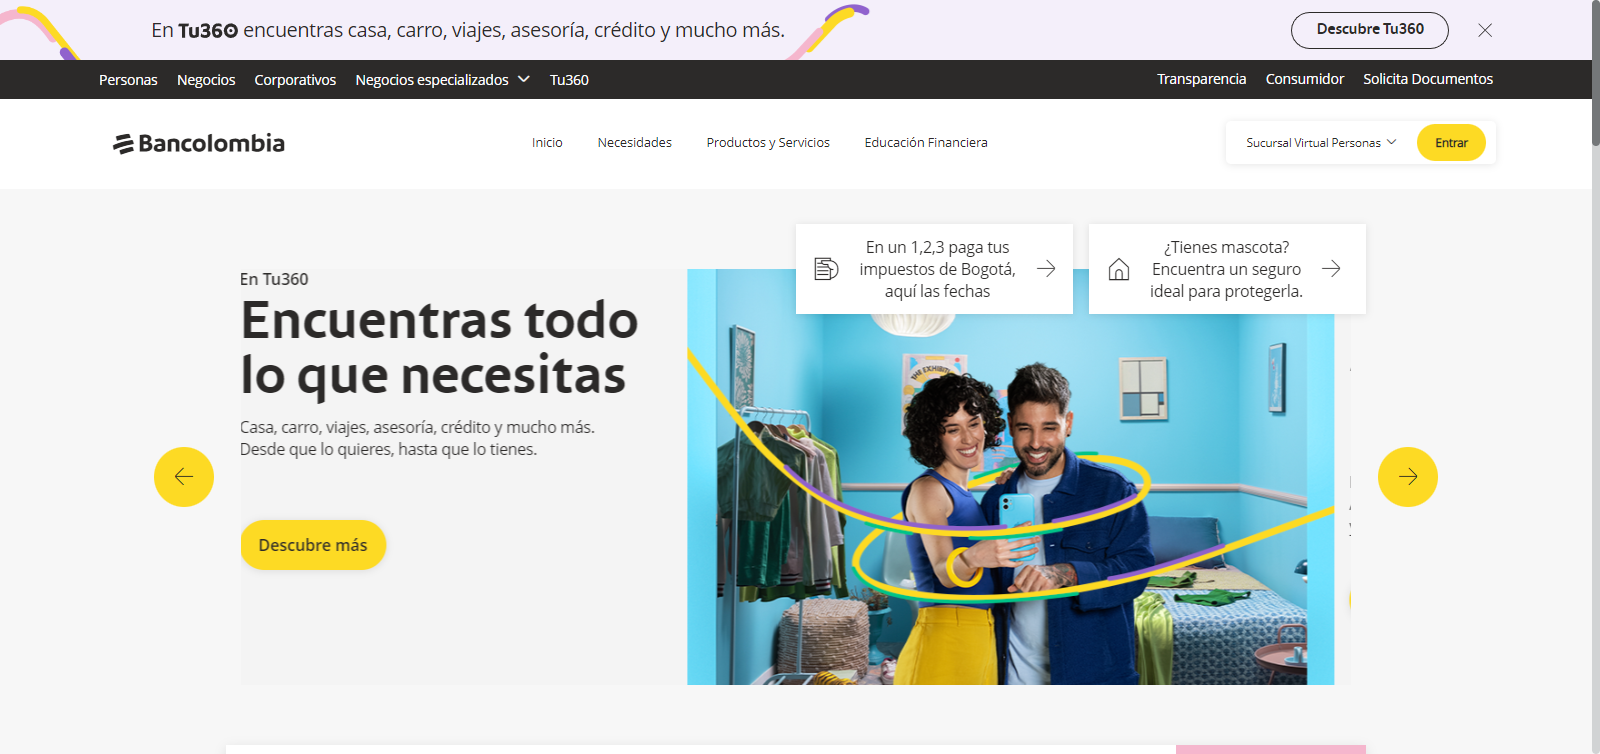 En Tu360 encuentras casa, carro, viajes, asesoría, crédito y mucho más.
Descubre Tu360
Personas
Negocios
Corporativos
Negocios especializados
Tu360
Transparencia
Consumidor
Solicita Documentos
Bancolombia
Inicio
Necesidades
Productos y Servicios
Educación Financiera
Sucursal Virtual Personas
Entrar
En un 1,2,3 paga tus
impuestos de Bogotá,
aquí las fechas
¿Tienes mascota?
Encuentra un seguro
ideal para protegerla.
En Tu360
Encuentras todo
lo que necesitas
Casa, carro, viajes, asesoría, crédito y mucho más.
Desde que lo quieres, hasta que lo tienes.
Descubre más
THE EXHIBIT